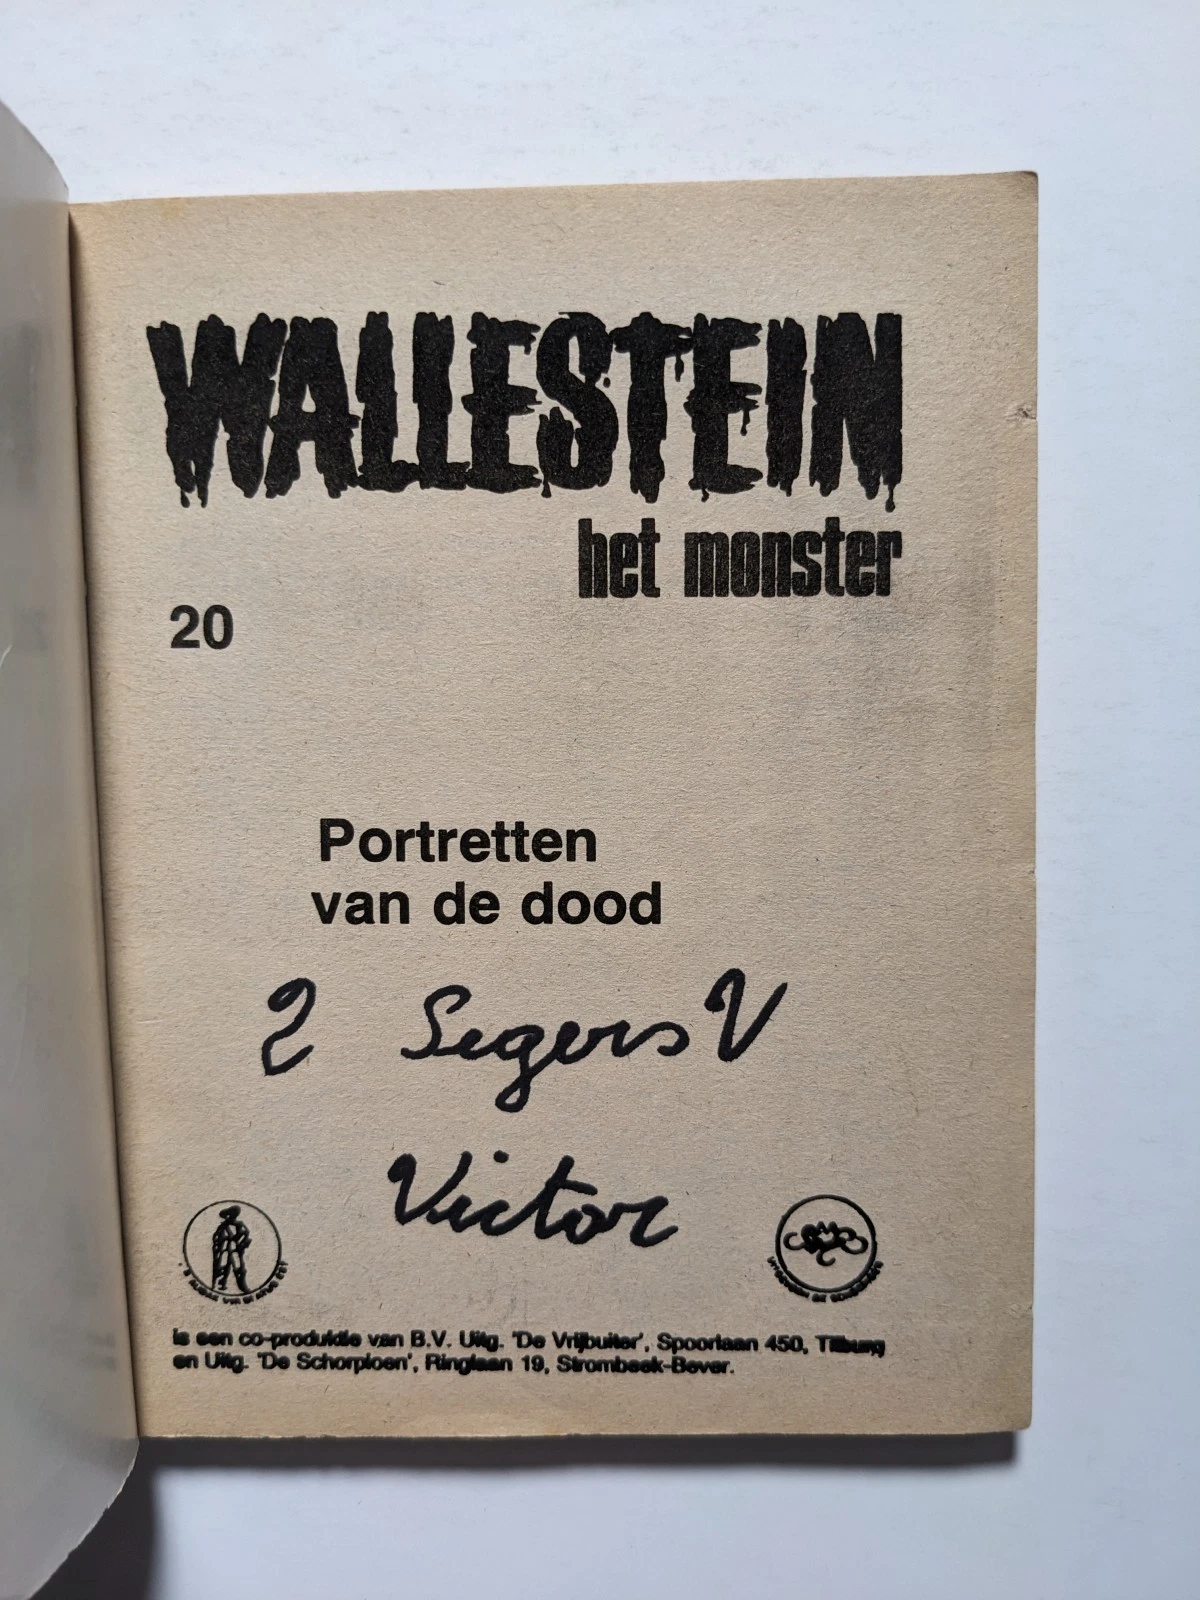 WALLESTEIN
het monster
20
Portretten
van de dood
2 Segers V
Victor
is een co-produktie van B.V. Uitg. 'De Vrijbuiter', Spoorlaan 450, Tilburg
en Uitg. 'De Schorpioen', Ringlaan 19, Strombeek-Bever.